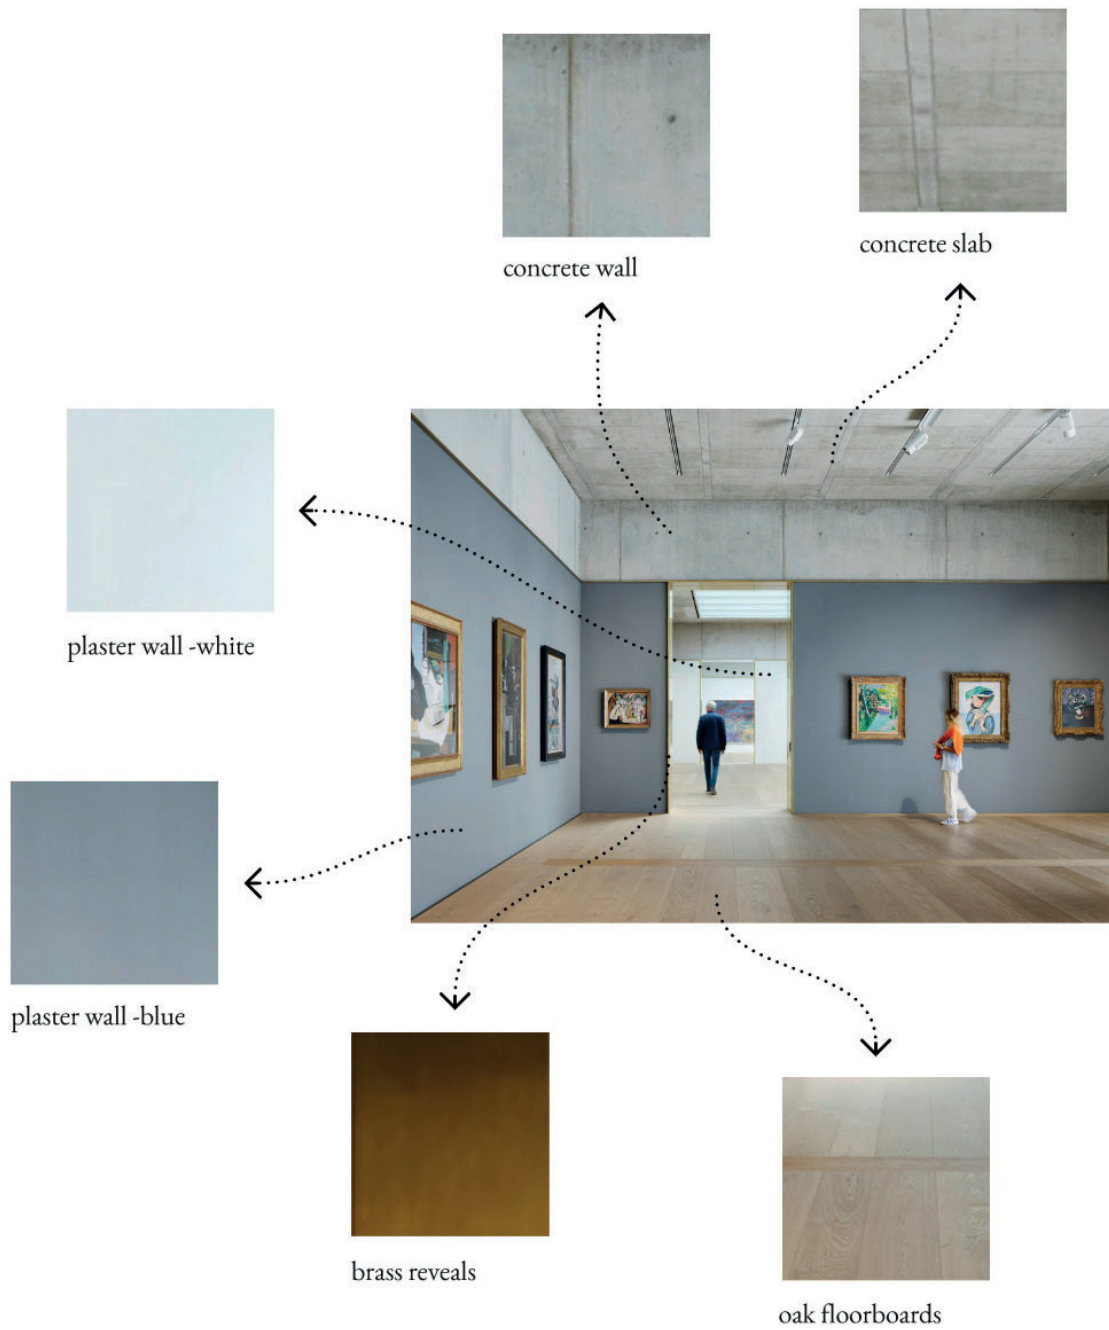 concrete wall
concrete slab
plaster wall -white
plaster wall -blue
brass reveals
oak floorboards